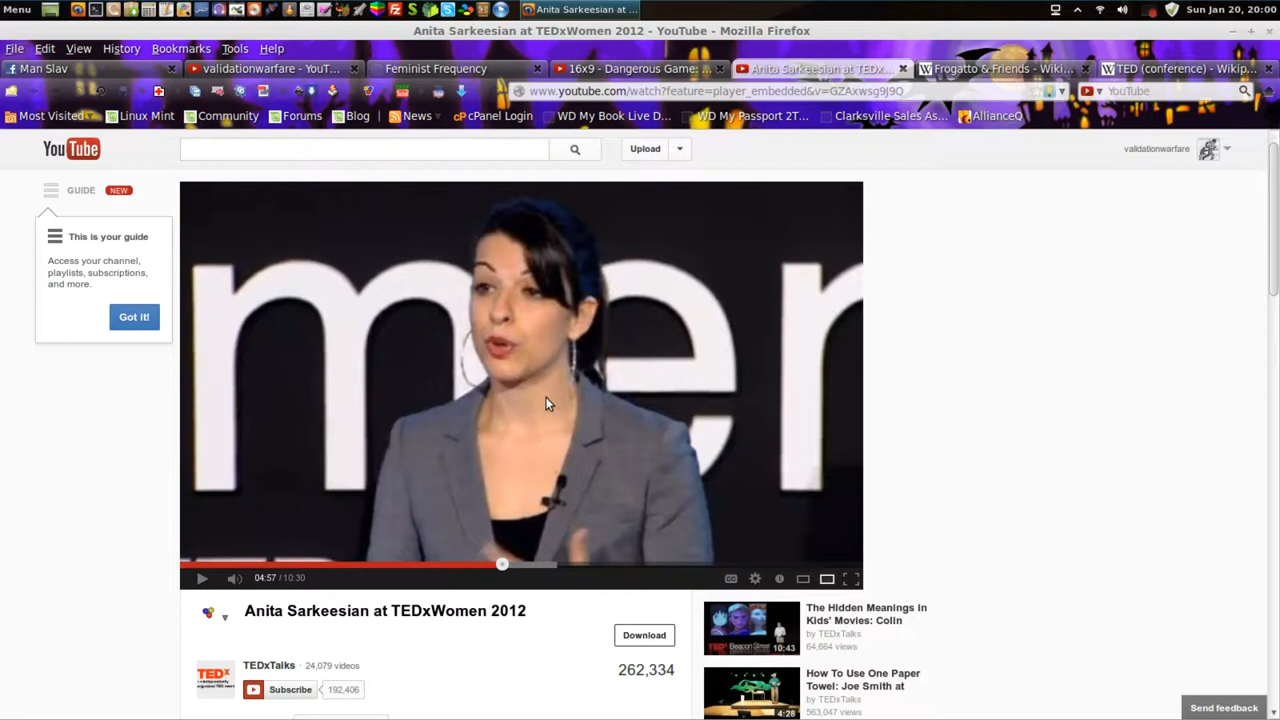 Menu
Anita Sarkeesian at ...
Sun Jan 20, 20:00
Anita Sarkeesian at TEDxWomen 2012 - YouTube - Mozilla Firefox
File Edit View History Bookmarks Tools Help
Man Slav
validationwarfare - YouT...
Feminist Frequency
16x9 - Dangerous Game: ...
Anita Sarkeesian at TEDx...
Frogatto & Friends - Wiki...
TED (conference) - Wikip...
www.youtube.com/watch?feature=player_embedded&v=GZAxwsg9J9Q
YouTube
Most Visited
Linux Mint
Community
Forums
Blog
News
cPanel Login
WD My Book Live D...
WD My Passport 2T...
Clarksville Sales As...
AllianceQ
YouTube
Upload
validationwarfare
GUIDE NEW
This is your guide
Access your channel,
playlists, subscriptions,
and more.
Got it!
mer
04:57 / 10:30
Anita Sarkeesian at TEDxWomen 2012
Download
TEDx
TEDxTalks · 24,079 videos
Subscribe 192,406
262,334
The Hidden Meanings in
Kids' Movies: Colin
by TEDxTalks
64,664 views
10:43
How To Use One Paper
Towel: Joe Smith at
by TEDxTalks
563,047 views
4:28
Send feedback